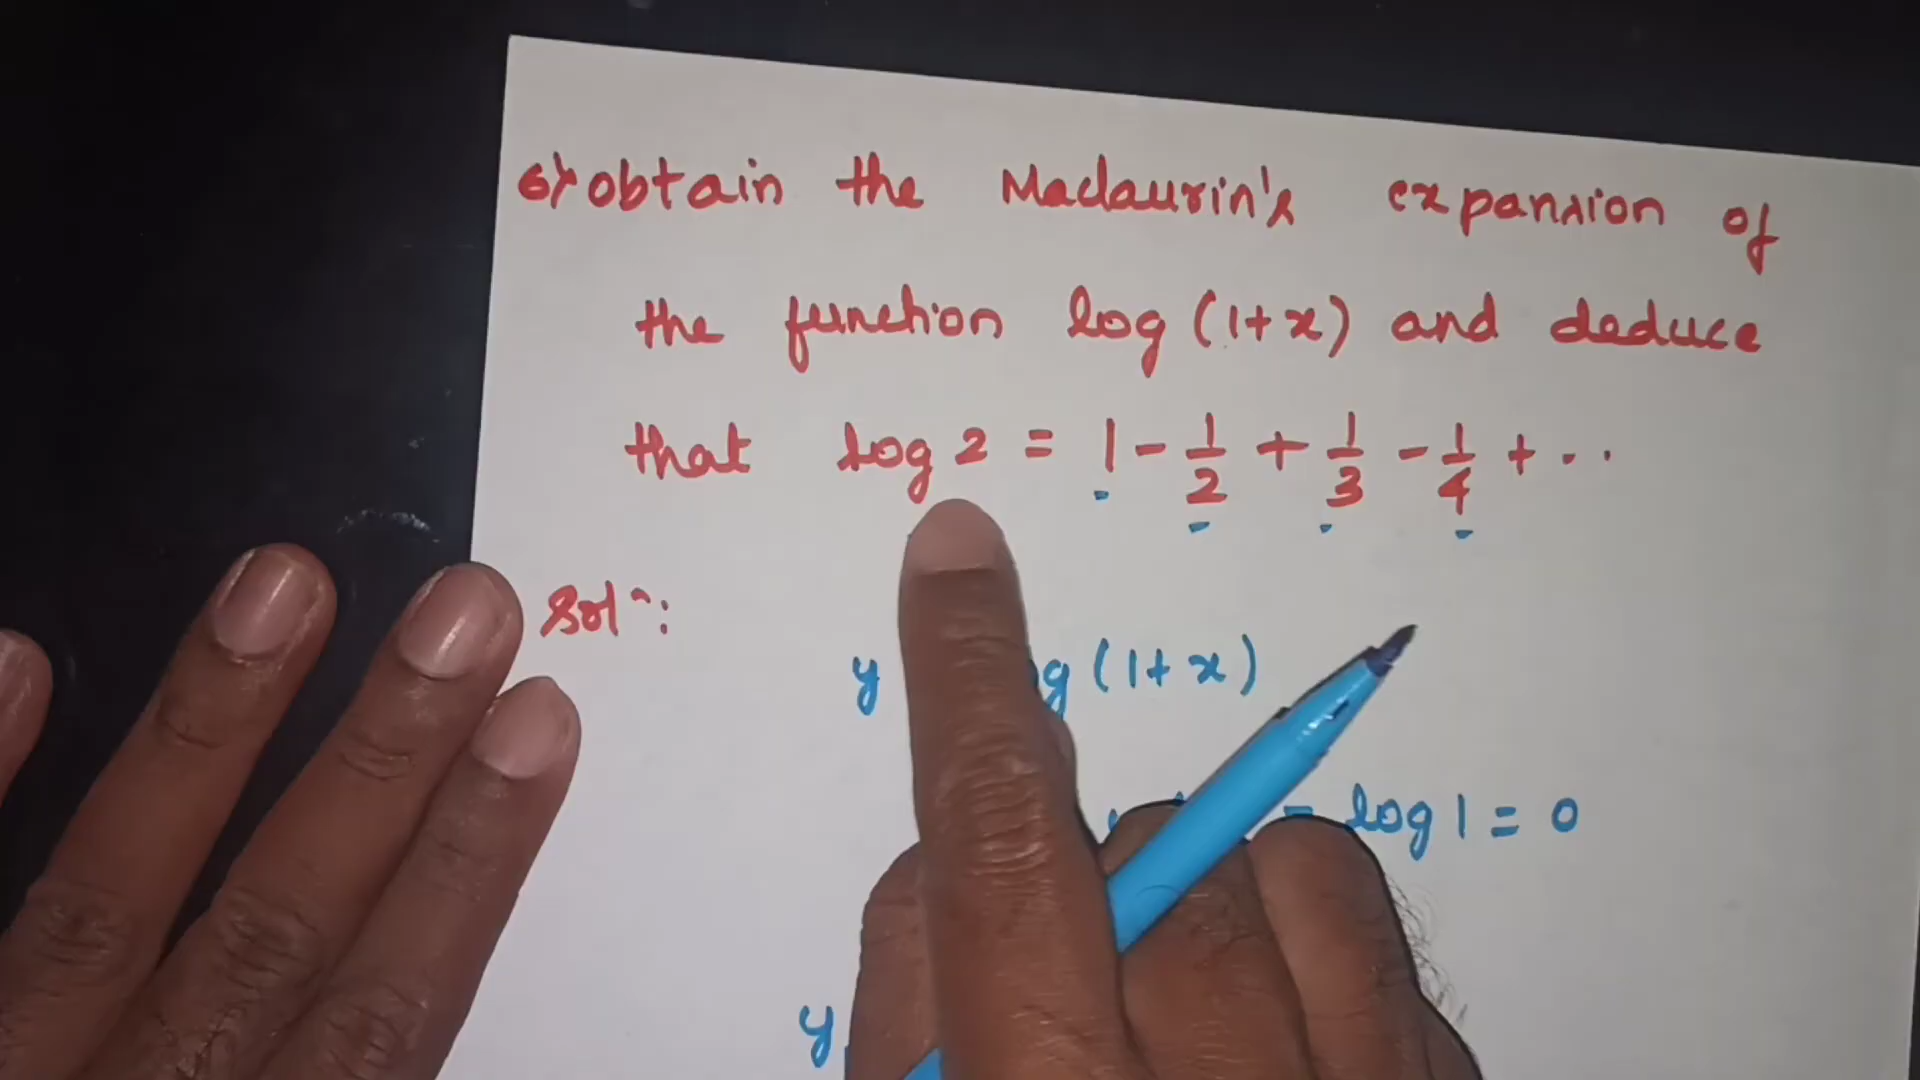 6) obtain the Maclaurin's expansion of
the function log (1+x) and deduce
that log 2 = 1 - 1/2 + 1/3 - 1/4 + ..
Sol^n:
y g (1+x)
= log 1 = 0
y